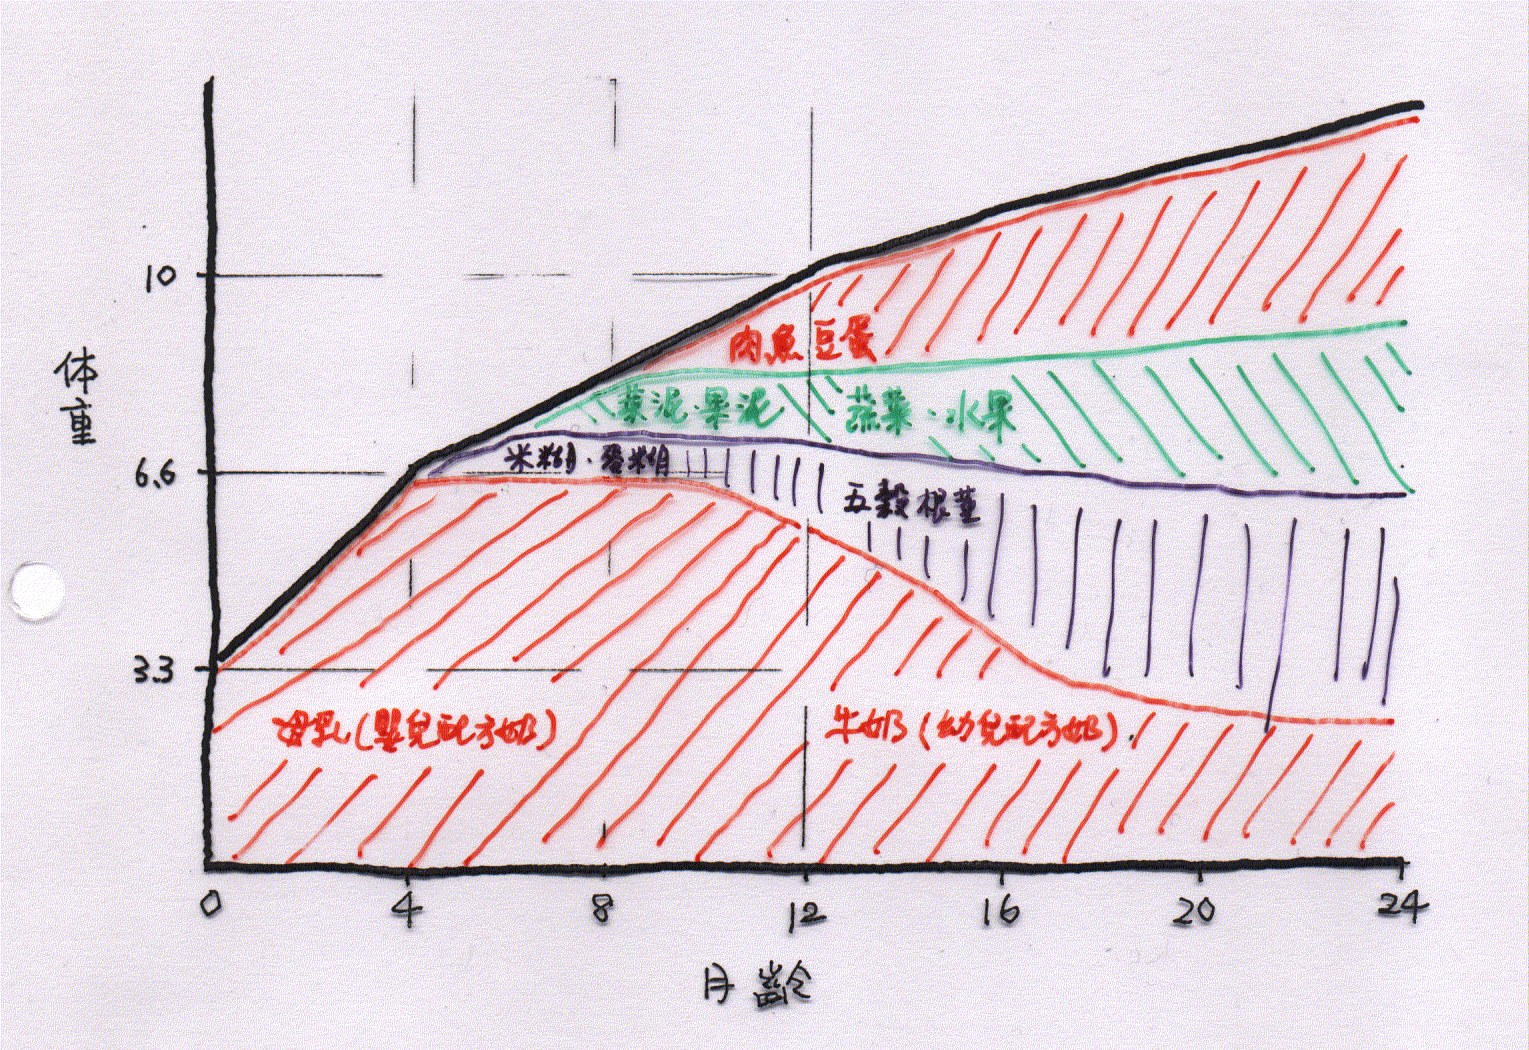 10
体重
6.6
3.3
肉魚豆蛋
菜泥·果泥
蔬菜·水果
米糊·麥糊
五穀根莖
母乳(嬰兒配方奶)
牛奶(幼兒配方奶)
0 4 8 12 16 20 24
月齡